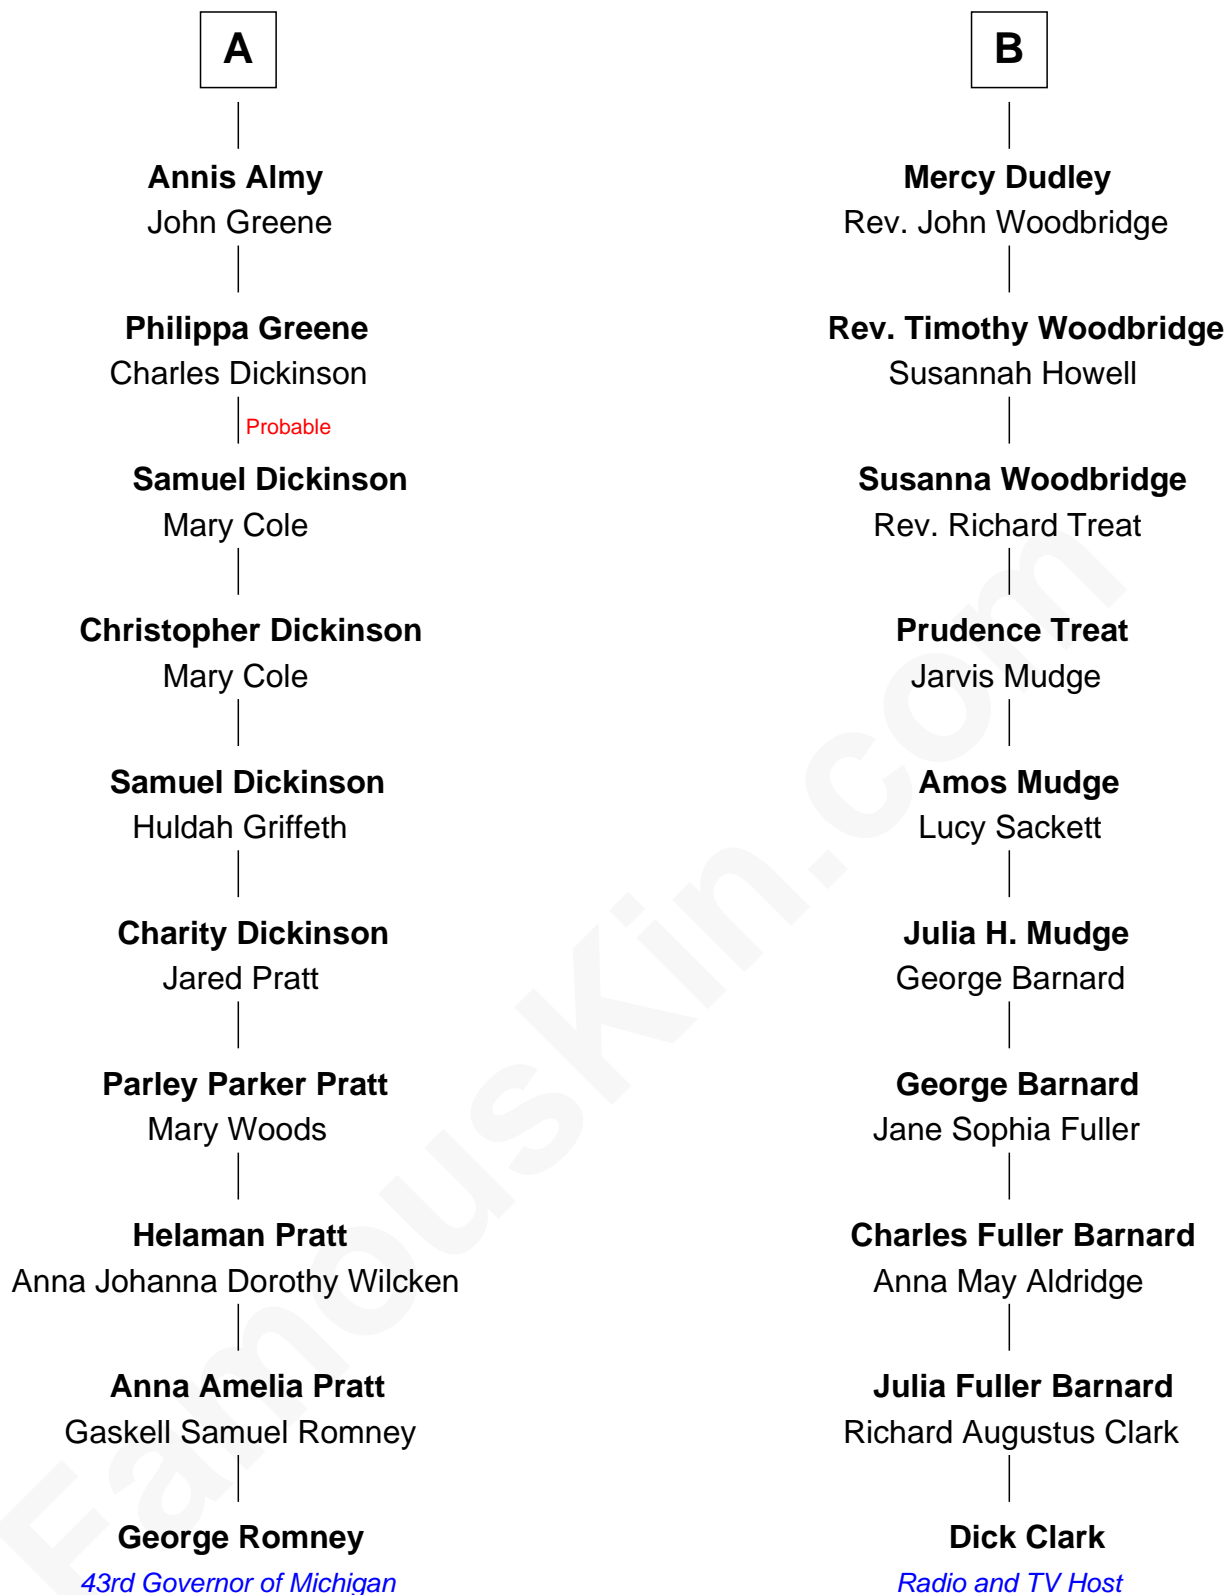 A
Annis Almy
John Greene
Philippa Greene
Charles Dickinson
Probable
Samuel Dickinson
Mary Cole
Christopher Dickinson
Mary Cole
Samuel Dickinson
Huldah Griffeth
Charity Dickinson
Jared Pratt
Parley Parker Pratt
Mary Woods
Helaman Pratt
Anna Johanna Dorothy Wilcken
Anna Amelia Pratt
Gaskell Samuel Romney
George Romney
43rd Governor of Michigan
B
Mercy Dudley
Rev. John Woodbridge
Rev. Timothy Woodbridge
Susannah Howell
Susanna Woodbridge
Rev. Richard Treat
Prudence Treat
Jarvis Mudge
Amos Mudge
Lucy Sackett
Julia H. Mudge
George Barnard
George Barnard
Jane Sophia Fuller
Charles Fuller Barnard
Anna May Aldridge
Julia Fuller Barnard
Richard Augustus Clark
Dick Clark
Radio and TV Host
FamousKin.com